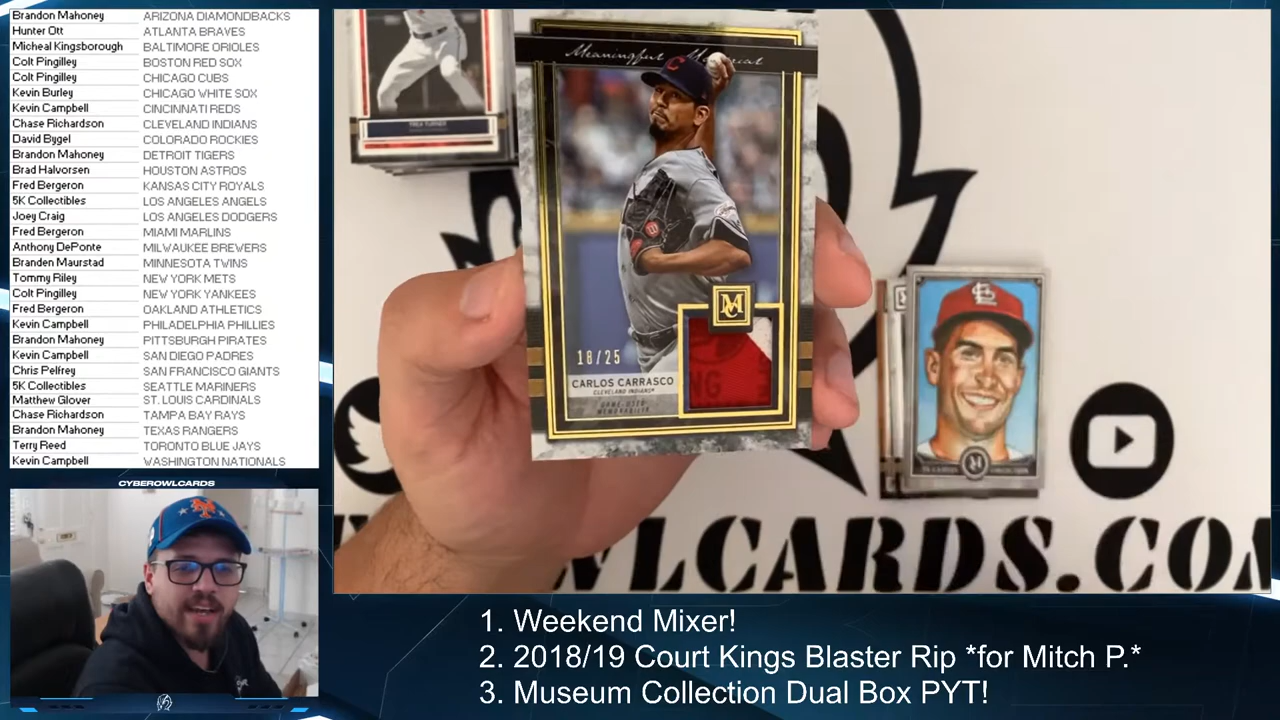 Brandon Mahoney ARIZONA DIAMONDBACKS
Hunter Ott ATLANTA BRAVES
Micheal Kingsborough BALTIMORE ORIOLES
Colt Pingilley BOSTON RED SOX
Colt Pingilley CHICAGO CUBS
Kevin Burley CHICAGO WHITE SOX
Kevin Campbell CINCINNATI REDS
Chase Richardson CLEVELAND INDIANS
David Bygel COLORADO ROCKIES
Brandon Mahoney DETROIT TIGERS
Brad Halvorsen HOUSTON ASTROS
Fred Bergeron KANSAS CITY ROYALS
5K Collectibles LOS ANGELES ANGELS
Joey Craig LOS ANGELES DODGERS
Fred Bergeron MIAMI MARLINS
Anthony DePonte MILWAUKEE BREWERS
Branden Maurstad MINNESOTA TWINS
Tommy Riley NEW YORK METS
Colt Pingilley NEW YORK YANKEES
Fred Bergeron OAKLAND ATHLETICS
Kevin Campbell PHILADELPHIA PHILLIES
Brandon Mahoney PITTSBURGH PIRATES
Kevin Campbell SAN DIEGO PADRES
Chris Pelfrey SAN FRANCISCO GIANTS
5K Collectibles SEATTLE MARINERS
Matthew Glover ST. LOUIS CARDINALS
Chase Richardson TAMPA BAY RAYS
Brandon Mahoney TEXAS RANGERS
Terry Reed TORONTO BLUE JAYS
Kevin Campbell WASHINGTON NATIONALS
CYBEROWLCARDS
TREA TURNER
Meaningful
C
MC
18/25
CARLOS CARRASCO
CLEVELAND INDIANS
GAME-USED
MEMORABILIA
NG
WLCARDS.CO
1. Weekend Mixer!
2. 2018/19 Court Kings Blaster Rip *for Mitch P.*
3. Museum Collection Dual Box PYT!